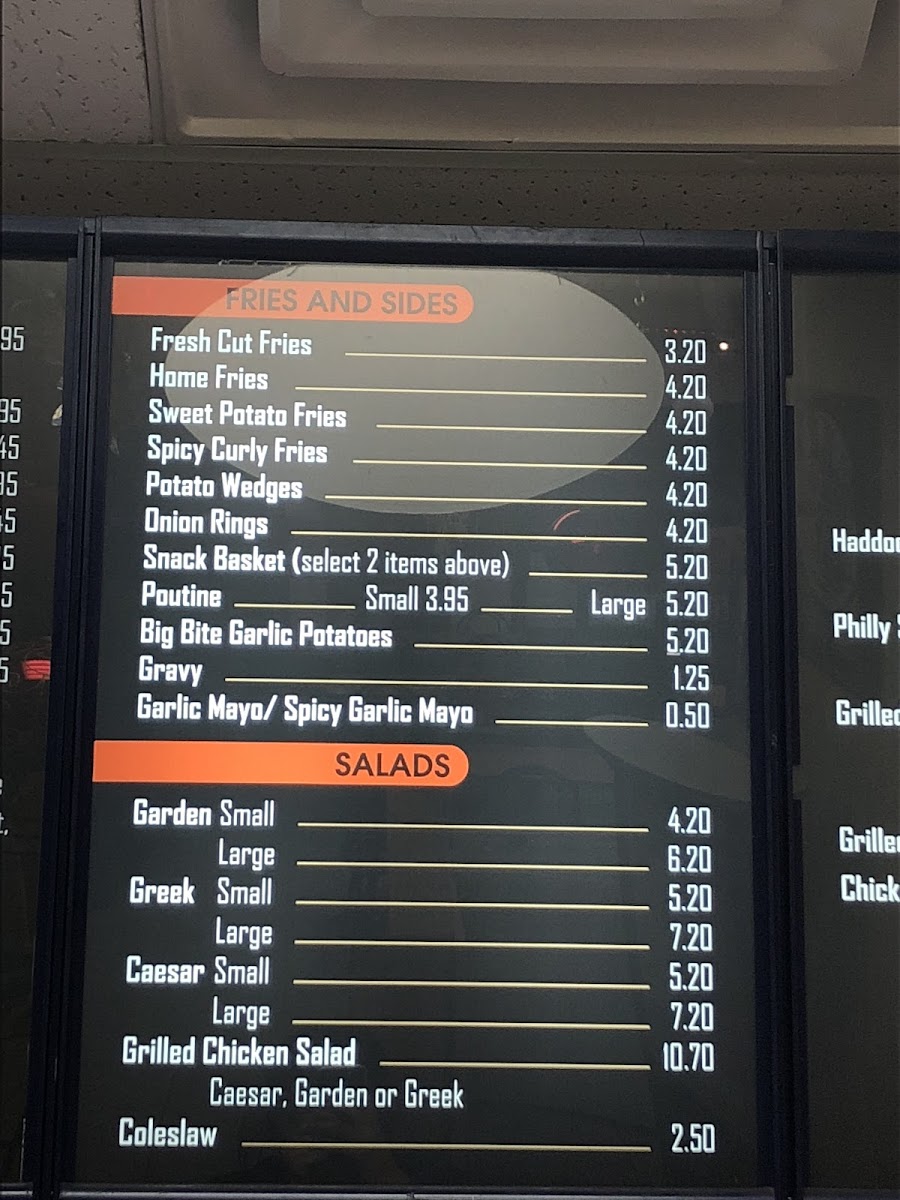 FRIES AND SIDES
Fresh Cut Fries 3.20
Home Fries 4.20
Sweet Potato Fries 4.20
Spicy Curly Fries 4.20
Potato Wedges 4.20
Onion Rings 4.20
Snack Basket (select 2 items above) 5.20
Poutine Small 3.95 Large 5.20
Big Bite Garlic Potatoes 5.20
Gravy 1.25
Garlic Mayo/ Spicy Garlic Mayo 0.50
SALADS
Garden Small 4.20
Large 6.20
Greek Small 5.20
Large 7.20
Caesar Small 5.20
Large 7.20
Grilled Chicken Salad 10.70
Caesar, Garden or Greek
Coleslaw 2.50
Philly